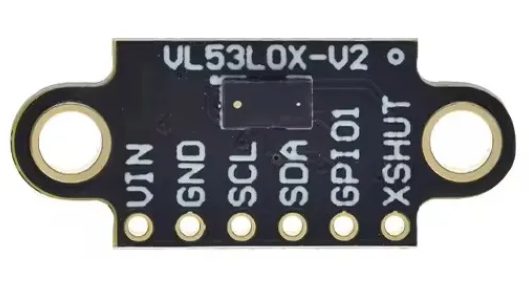 VL53L0X-V2
VIN
GND
SCL
SDA
GPIO1
XSHUT